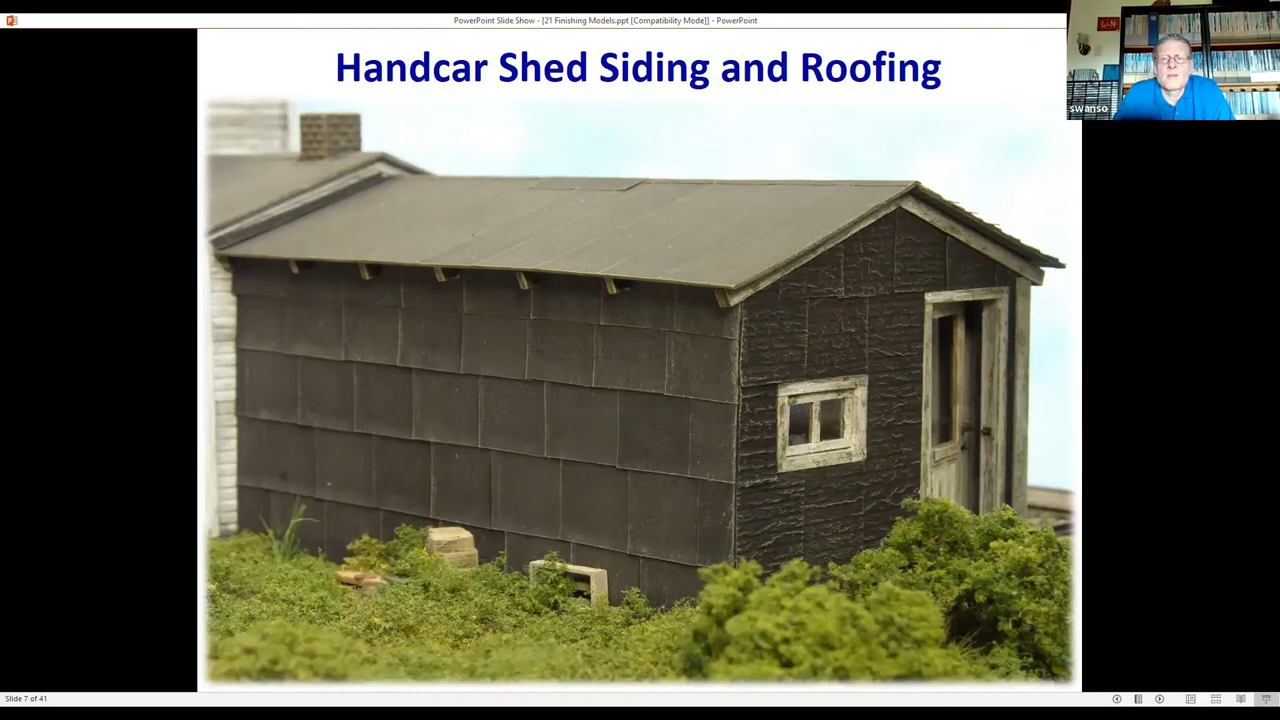 PowerPoint Slide Show - [21 Finishing Models.ppt [Compatibility Mode]] - PowerPoint
Handcar Shed Siding and Roofing
swanso
Slide 7 of 41